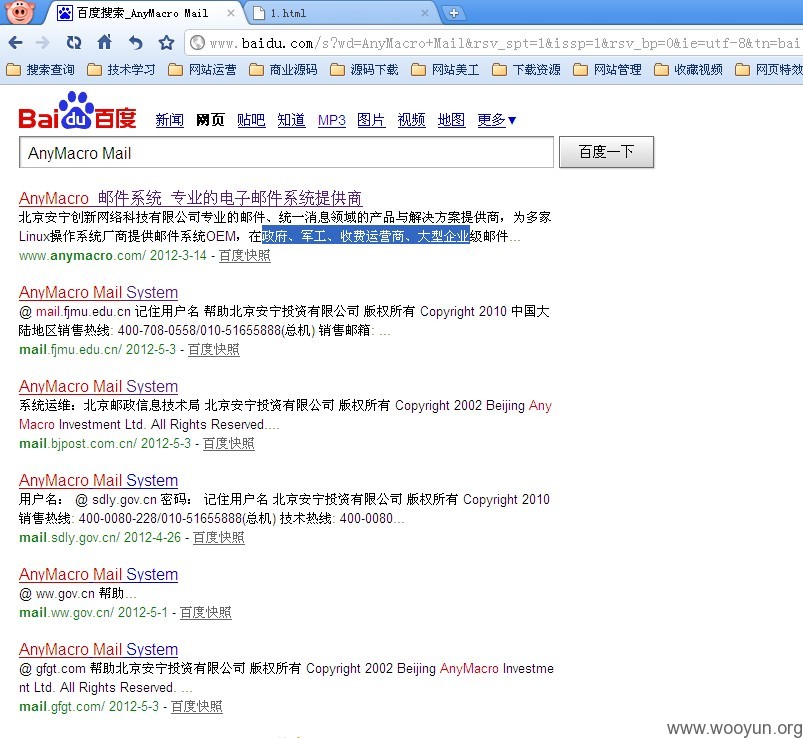 百度搜索_AnyMacro Mail
1.html
www.baidu.com/s?wd=AnyMacro+Mail&rsv_spt=1&issp=1&rsv_bp=0&ie=utf-8&tn=bai
搜索查询 技术学习 网站运营 商业源码 源码下载 网站美工 下载资源 网站管理 收藏视频 网页特效
Bai du 百度 新闻 网页 贴吧 知道 MP3 图片 视频 地图 更多▼
AnyMacro Mail 百度一下
AnyMacro 邮件系统 专业的电子邮件系统提供商
北京安宁创新网络科技有限公司专业的邮件、统一消息领域的产品与解决方案提供商，为多家
Linux操作系统厂商提供邮件系统OEM，在政府、军工、收费运营商、大型企业级邮件...
www.anymacro.com/ 2012-3-14 - 百度快照
AnyMacro Mail System
@ mail.fjmu.edu.cn 记住用户名 帮助北京安宁投资有限公司 版权所有 Copyright 2010 中国大
陆地区销售热线: 400-708-0558/010-51655888(总机) 销售邮箱: ...
mail.fjmu.edu.cn/ 2012-5-3 - 百度快照
AnyMacro Mail System
系统运维：北京邮政信息技术局 北京安宁投资有限公司 版权所有 Copyright 2002 Beijing Any
Macro Investment Ltd. All Rights Reserved....
mail.bjpost.com.cn/ 2012-5-3 - 百度快照
AnyMacro Mail System
用户名： @ sdly.gov.cn 密码： 记住用户名 北京安宁投资有限公司 版权所有 Copyright 2010
销售热线: 400-0080-228/010-51655888(总机) 技术热线: 400-0080...
mail.sdly.gov.cn/ 2012-4-26 - 百度快照
AnyMacro Mail System
@ ww.gov.cn 帮助...
mail.ww.gov.cn/ 2012-5-1 - 百度快照
AnyMacro Mail System
@ gfgt.com 帮助北京安宁投资有限公司 版权所有 Copyright 2002 Beijing AnyMacro Investme
nt Ltd. All Rights Reserved. ...
mail.gfgt.com/ 2012-5-3 - 百度快照
www.wooyun.org